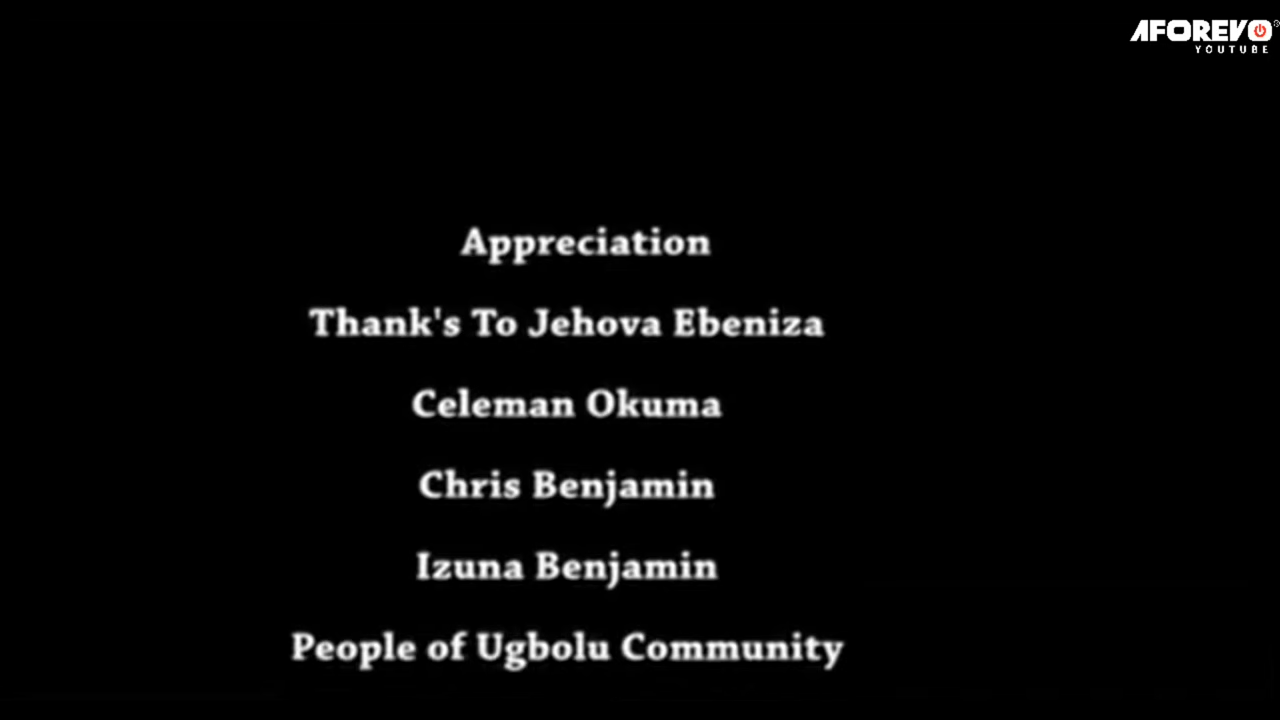 AFOREVO
YOUTUBE
Appreciation
Thank's To Jehova Ebeniza
Celeman Okuma
Chris Benjamin
Izuna Benjamin
People of Ugbolu Community